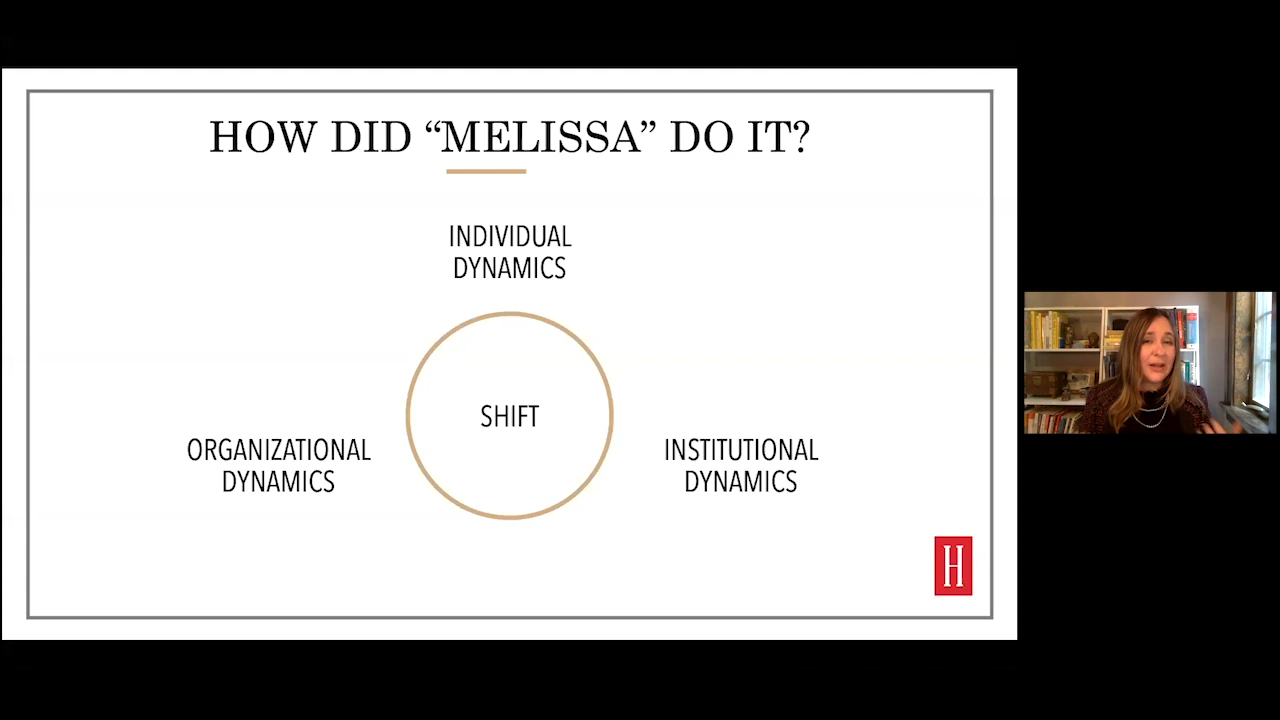 HOW DID “MELISSA” DO IT?
INDIVIDUAL
DYNAMICS
SHIFT
ORGANIZATIONAL
DYNAMICS
INSTITUTIONAL
DYNAMICS
H